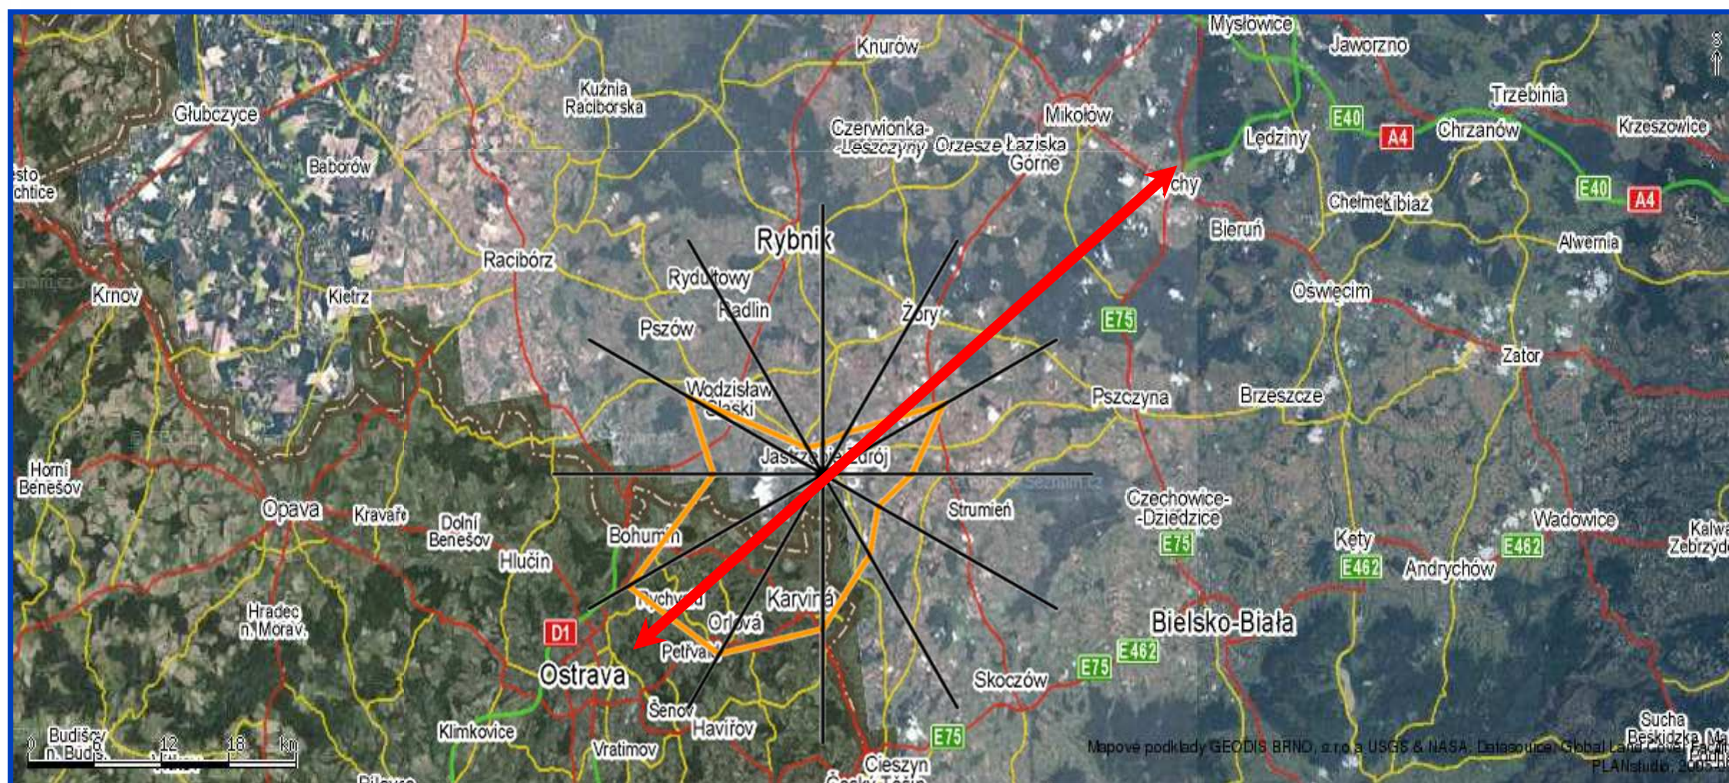 Mysłowice
Knurów
Jaworzno
S
Kuźnia
Raciborska
Trzebinia
Głubczyce
Mikołów
E40
Czerwionka-
-Leszczyny
Orzesze
Łaziska
Górne
Lędziny
A4
Chrzanów
Krzeszowice
Baborów
E40
A4
Chełmek
Libiąż
Bieruń
Alwernia
Rybnik
Racibórz
Rydułtowy
Krnov
Kietrz
Radlin
Oświęcim
Pszów
Żory
E75
Zator
Wodzisław
Śląski
Pszczyna
Brzeszcze
Jastrzębie Zdrój
Horní
Benešov
Opava
Kravaře
Dolní
Benešov
Bohumín
Strumień
Czechowice-
-Dziedzice
E75
Kęty
E462
Wadowice
E462
Andrychów
Hlučín
Rychvald
Karviná
Hradec
n. Morav.
D1
Orlová
Petřvald
Bielsko-Biała
E462
E75
Ostrava
Skoczów
Šenov
Havířov
Klimkovice
Vratimov
E75
Cieszyn
Budišov
n. Bud.
0 6 12 18 km
Sucha
Mapové podklady GEODIS BRNO, s.r.o a USGS & NASA; Datasource: Global Land Cover Facility
PLANstudio, 2005-